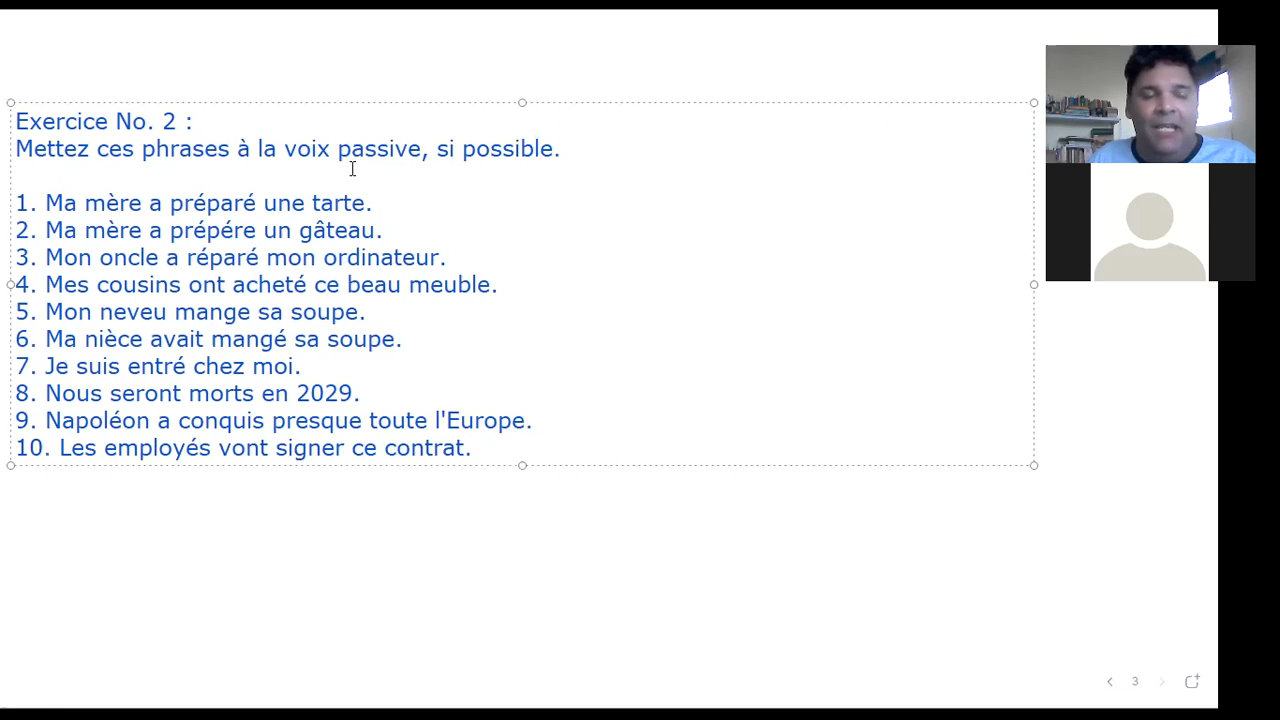 Exercice No. 2 :
Mettez ces phrases à la voix passive, si possible.
1. Ma mère a préparé une tarte.
2. Ma mère a prépére un gâteau.
3. Mon oncle a réparé mon ordinateur.
4. Mes cousins ont acheté ce beau meuble.
5. Mon neveu mange sa soupe.
6. Ma nièce avait mangé sa soupe.
7. Je suis entré chez moi.
8. Nous seront morts en 2029.
9. Napoléon a conquis presque toute l'Europe.
10. Les employés vont signer ce contrat.
3